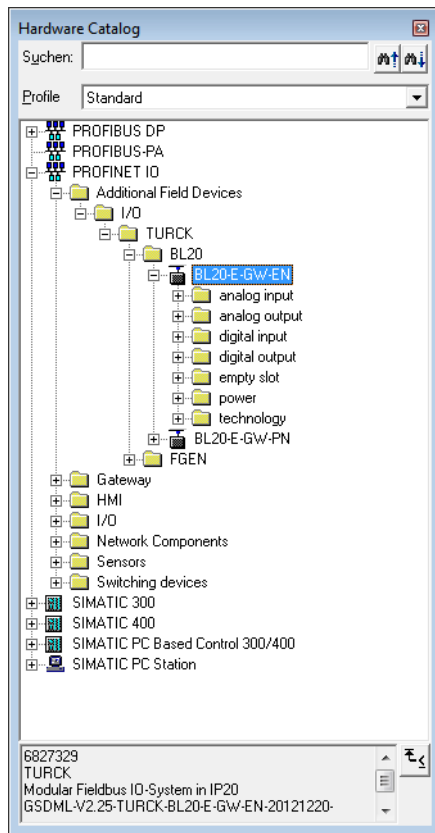 Hardware Catalog
Suchen:
Profile Standard
PROFIBUS DP
PROFIBUS-PA
PROFINET IO
Additional Field Devices
I/O
TURCK
BL20
BL20-E-GW-EN
analog input
analog output
digital input
digital output
empty slot
power
technology
BL20-E-GW-PN
FGEN
Gateway
HMI
I/O
Network Components
Sensors
Switching devices
SIMATIC 300
SIMATIC 400
SIMATIC PC Based Control 300/400
SIMATIC PC Station
6827329
TURCK
Modular Fieldbus IO-System in IP20
GSDML-V2.25-TURCK-BL20-E-GW-EN-20121220-